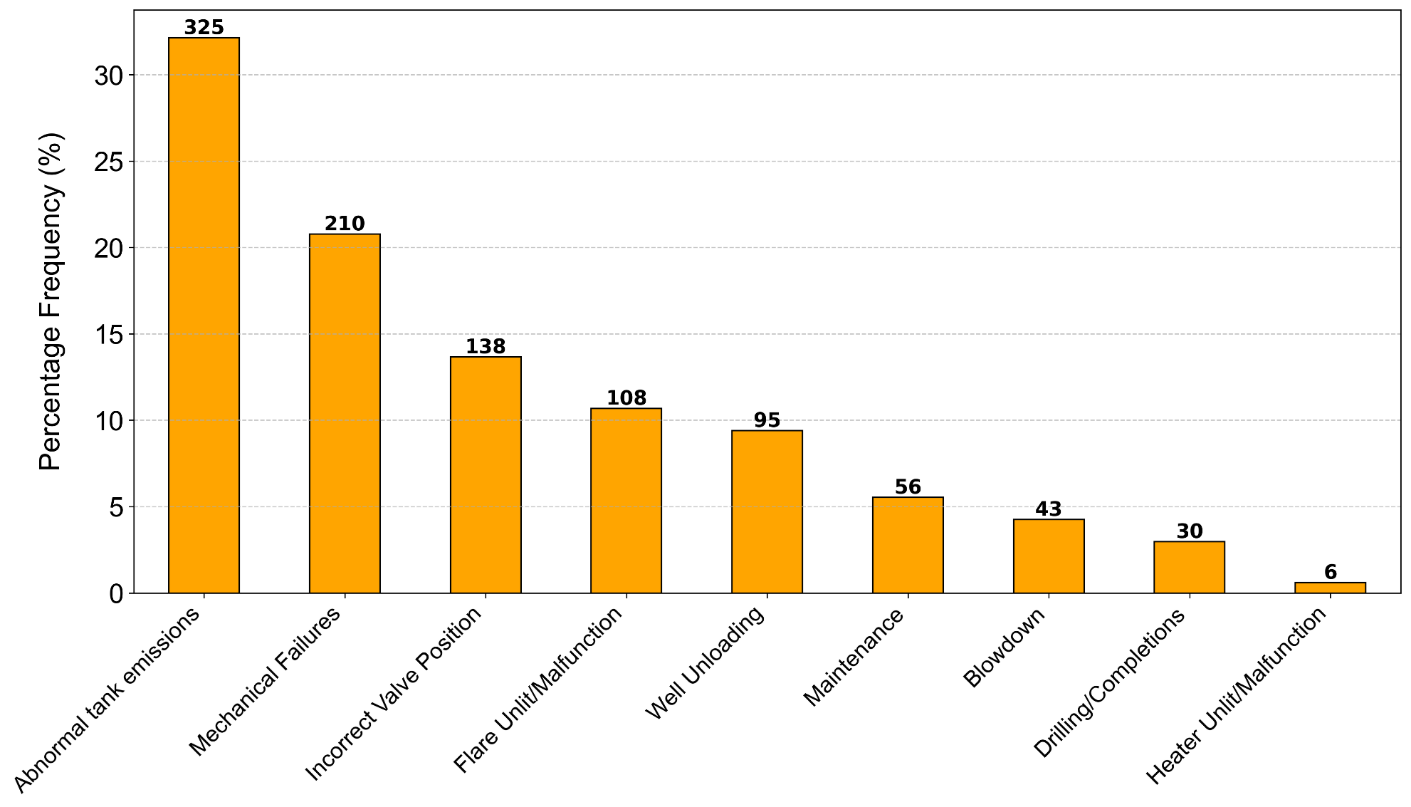 Percentage Frequency (%)
30
25
20
15
10
5
0
325
210
138
108
95
56
43
30
6
Abnormal tank emissions
Mechanical Failures
Incorrect Valve Position
Flare Unlit/Malfunction
Well Unloading
Maintenance
Blowdown
Drilling/Completions
Heater Unlit/Malfunction